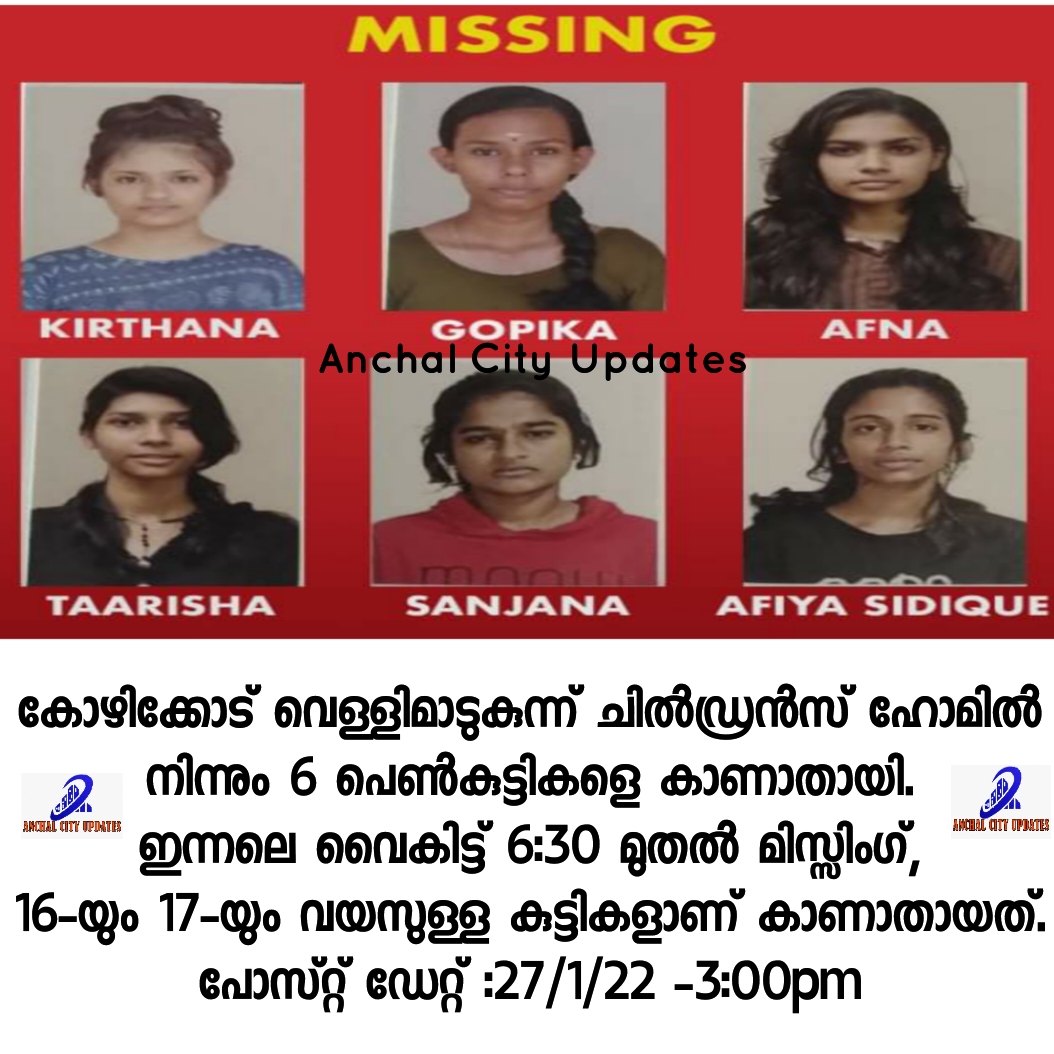 MISSING
KIRTHANA
GOPIKA
AFNA
Anchal City Updates
TAARISHA
SANJANA
AFIYA SIDIQUE
കോഴിക്കോട് വെള്ളിമാടുകുന്ന് ചിൽഡ്രൻസ് ഹോമിൽ
നിന്നും 6 പെൺകുട്ടികളെ കാണാതായി.
ANCHAL CITY UPDATES
ANCHAL CITY UPDATES
ഇന്നലെ വൈകിട്ട് 6:30 മുതൽ മിസ്സിംഗ്,
16-യും 17-യും വയസുള്ള കുട്ടികളാണ് കാണാതായത്.
പോസ്റ്റ് ഡേറ്റ് :27/1/22 -3:00pm